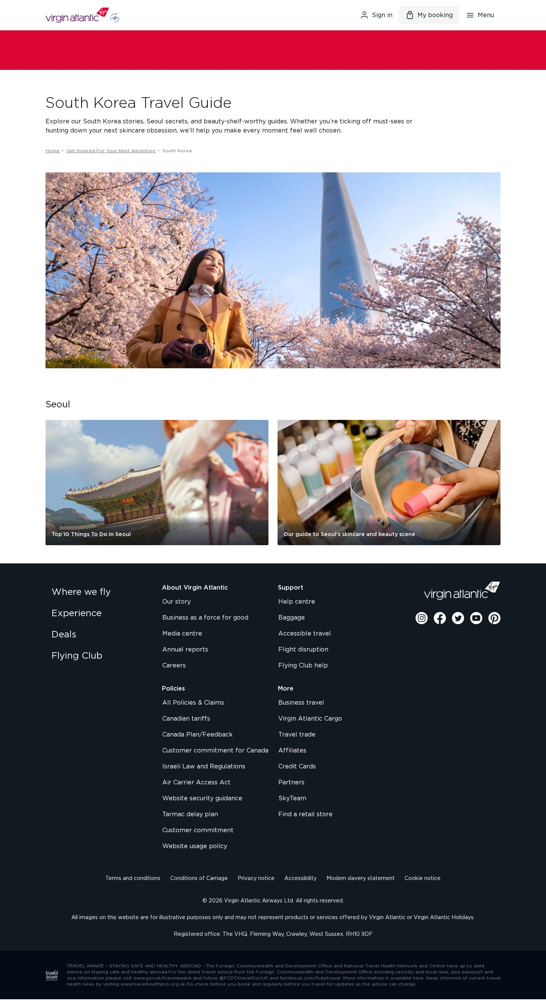 virgin atlantic
Sign in
My booking
Menu
South Korea Travel Guide
Explore our South Korea stories, Seoul secrets, and beauty-shelf-worthy guides. Whether you’re ticking off must-sees or
hunting down your next skincare obsession, we’ll help you make every moment feel well chosen.
Home
Get Inspired For Your Next Adventure
South Korea
Seoul
Top 10 Things To Do in Seoul
Our guide to Seoul’s skincare and beauty scene
Where we fly
Experience
Deals
Flying Club
About Virgin Atlantic
Our story
Business as a force for good
Media centre
Annual reports
Careers
Support
Help centre
Baggage
Accessible travel
Flight disruption
Flying Club help
virgin atlantic
Virgin
Policies
All Policies & Claims
Canadian tariffs
Canada Plan/Feedback
Customer commitment for Canada
Israeli Law and Regulations
Air Carrier Access Act
Website security guidance
Tarmac delay plan
Customer commitment
Website usage policy
More
Business travel
Virgin Atlantic Cargo
Travel trade
Affiliates
Credit Cards
Partners
SkyTeam
Find a retail store
Terms and conditions
Conditions of Carriage
Privacy notice
Accessibility
Modern slavery statement
Cookie notice
© 2026 Virgin Atlantic Airways Ltd. All rights reserved.
All images on this website are for illustrative purposes only and may not represent products or services offered by Virgin Atlantic or Virgin Atlantic Holidays.
Registered office: The VHQ, Fleming Way, Crawley, West Sussex, RH10 9DF
travel
aware
TRAVEL AWARE – STAYING SAFE AND HEALTHY ABROAD - The Foreign, Commonwealth and Development Office and National Travel Health Network and Centre have up to date
advice on staying safe and healthy abroad.For the latest travel advice from the Foreign, Commonwealth and Development Office including security and local laws, plus passport and
visa information please visit www.gov.uk/travelaware and follow @FCDOtravelGovUK and facebook.com/fcdotravel. More information is available here. Keep informed of current travel
health news by visiting www.travelhealthpro.org.uk Do check before you book and regularly before you travel for updates as the advice can change.